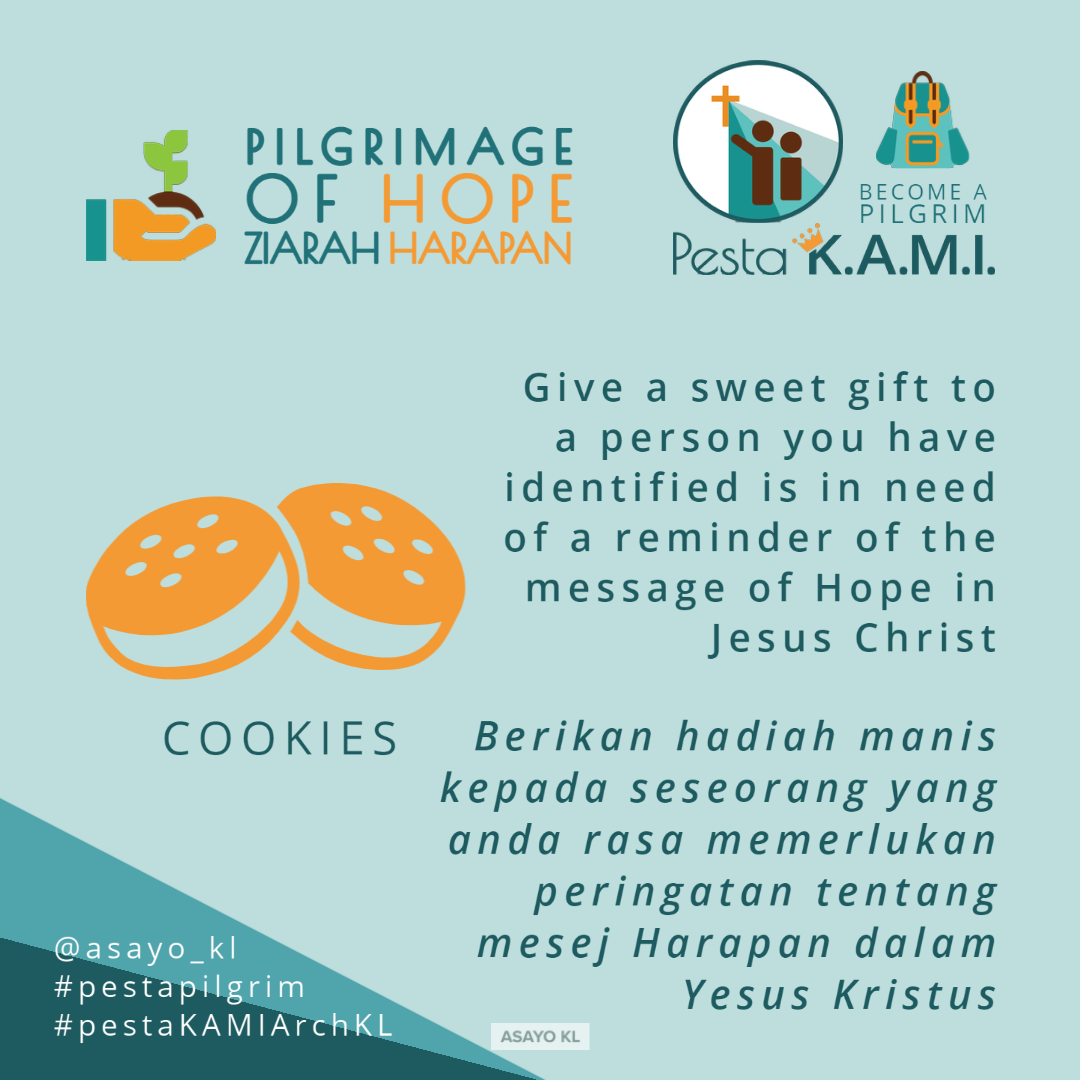 PILGRIMAGE
OF HOPE
ZIARAH HARAPAN
BECOME A
PILGRIM
Pesta K.A.M.I.
Give a sweet gift to
a person you have
identified is in need
of a reminder of the
message of Hope in
Jesus Christ
COOKIES
Berikan hadiah manis
kepada seseorang yang
anda rasa memerlukan
peringatan tentang
mesej Harapan dalam
Yesus Kristus
@asayo_kl
#pestapilgrim
#pestaKAMIArchKL
ASAYO KL